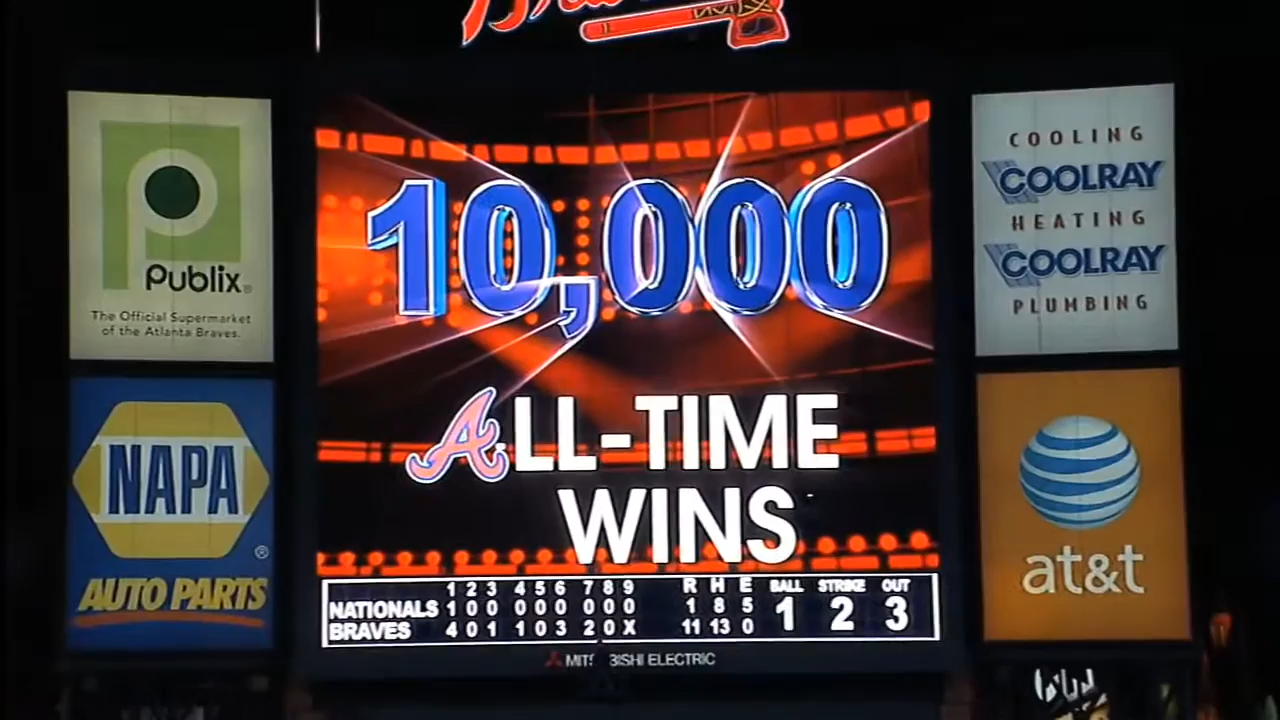 Braves
Publix®
The Official Supermarket
of the Atlanta Braves.
NAPA®
AUTO PARTS
10,000
ALL-TIME
WINS
1 2 3 4 5 6 7 8 9 R H E BALL STRIKE OUT
NATIONALS 1 0 0 0 0 0 0 0 0 1 8 5 1 2 3
BRAVES 4 0 1 1 0 3 2 0 X 11 13 0
MITSUBISHI ELECTRIC
COOLING
COOLRAY
HEATING
COOLRAY
PLUMBING
at&t